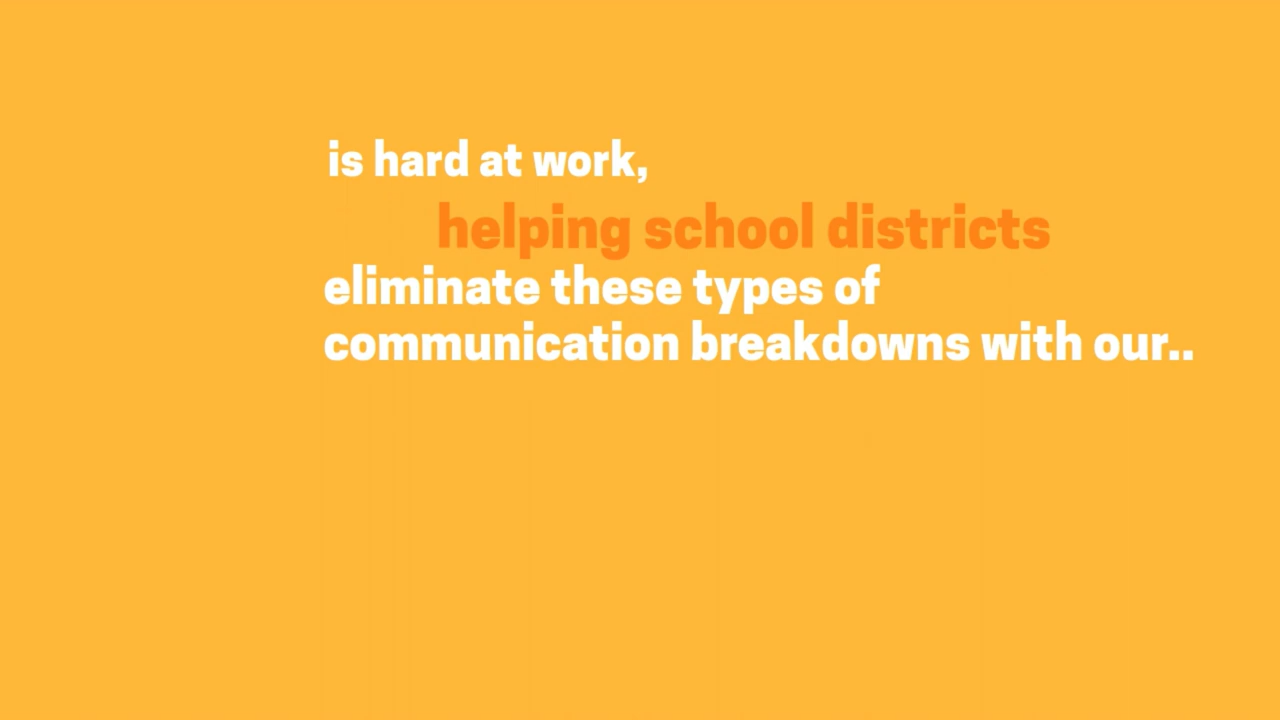 is hard at work,
helping school districts
eliminate these types of
communication breakdowns with our..